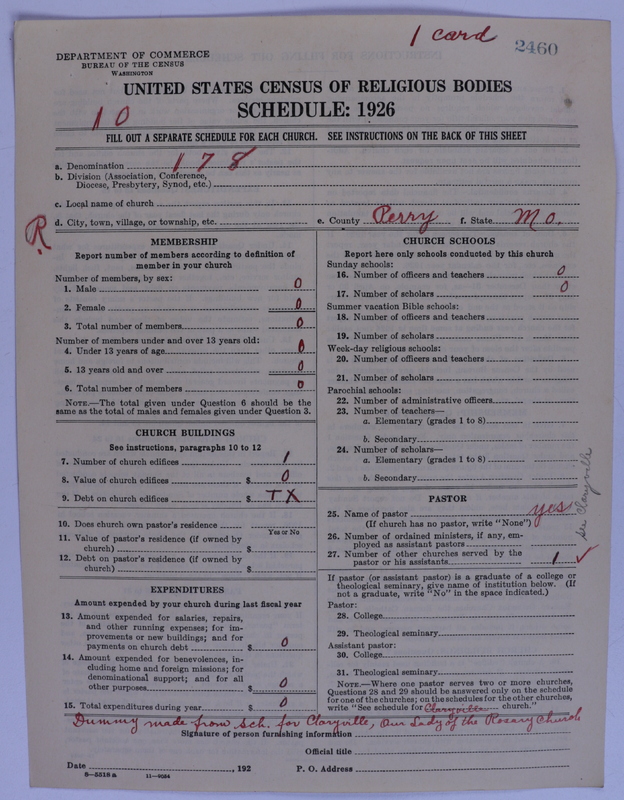 1 card
2460
DEPARTMENT OF COMMERCE
BUREAU OF THE CENSUS
WASHINGTON
UNITED STATES CENSUS OF RELIGIOUS BODIES
SCHEDULE: 1926
10
FILL OUT A SEPARATE SCHEDULE FOR EACH CHURCH. SEE INSTRUCTIONS ON THE BACK OF THIS SHEET
a. Denomination 178
b. Division (Association, Conference,
Diocese, Presbytery, Synod, etc.)
c. Local name of church
d. City, town, village, or township, etc. e. County Perry f. State Mo.
R
MEMBERSHIP
Report number of members according to definition of
member in your church
Number of members, by sex:
1. Male 0
2. Female 0
3. Total number of members 0
Number of members under and over 13 years old:
4. Under 13 years of age 0
5. 13 years old and over 0
6. Total number of members 0
NOTE.—The total given under Question 6 should be the
same as the total of males and females given under Question 3.
CHURCH BUILDINGS
See instructions, paragraphs 10 to 12
7. Number of church edifices 1
8. Value of church edifices $ 0
9. Debt on church edifices $ TX
10. Does church own pastor's residence
Yes or No
11. Value of pastor's residence (if owned by
church) $
12. Debt on pastor's residence (if owned by
church) $
EXPENDITURES
Amount expended by your church during last fiscal year
13. Amount expended for salaries, repairs,
and other running expenses; for im-
provements or new buildings; and for
payments on church debt $ 0
14. Amount expended for benevolences, in-
cluding home and foreign missions; for
denominational support; and for all
other purposes $ 0
15. Total expenditures during year $ 0
CHURCH SCHOOLS
Report here only schools conducted by this church
Sunday schools:
16. Number of officers and teachers 0
17. Number of scholars 0
Summer vacation Bible schools:
18. Number of officers and teachers
19. Number of scholars
Week-day religious schools:
20. Number of officers and teachers
21. Number of scholars
Parochial schools:
22. Number of administrative officers
23. Number of teachers—
a. Elementary (grades 1 to 8)
b. Secondary
24. Number of scholars—
a. Elementary (grades 1 to 8)
b. Secondary
PASTOR
25. Name of pastor yes
(If church has no pastor, write "None")
See Claryville
26. Number of ordained ministers, if any, em-
ployed as assistant pastors
27. Number of other churches served by the
pastor or his assistants 1 ✓
If pastor (or assistant pastor) is a graduate of a college or
theological seminary, give name of institution below. (If
not a graduate, write "No" in the space indicated.)
Pastor:
28. College
29. Theological seminary
Assistant pastor:
30. College
31. Theological seminary
NOTE.—Where one pastor serves two or more churches,
Questions 28 and 29 should be answered only on the schedule
for one of the churches; on the schedules for the other churches,
write "See schedule for Claryville church."
Dummy made from Sch. for Claryville, Our Lady of the Rosary Church
Signature of person furnishing information
Official title
Date , 192 P. O. Address
8—5518a 11—9034